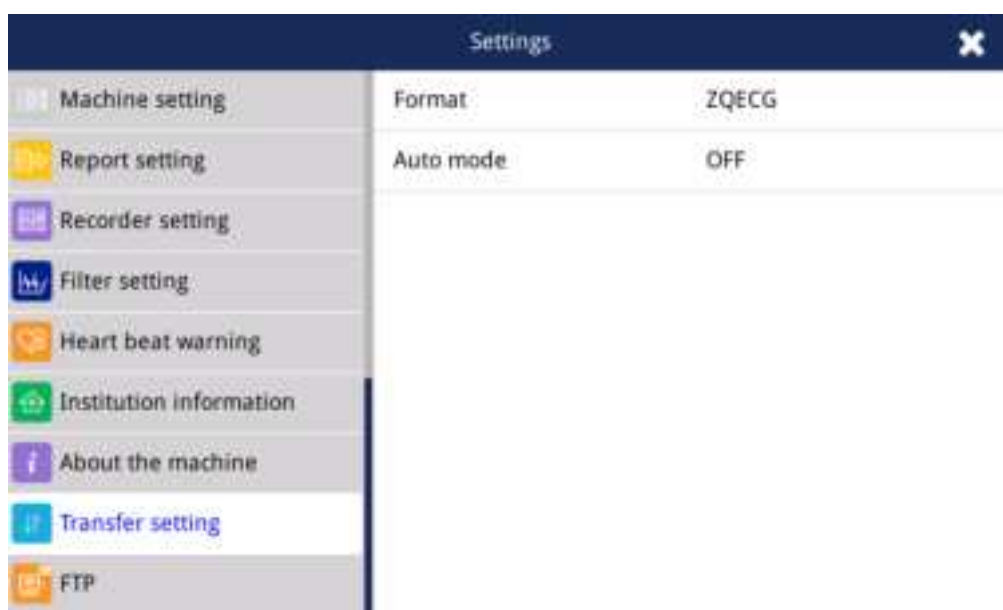 Settings
Machine setting
Report setting
Recorder setting
Filter setting
Heart beat warning
Institution information
About the machine
Transfer setting
FTP
Format ZQECG
Auto mode OFF